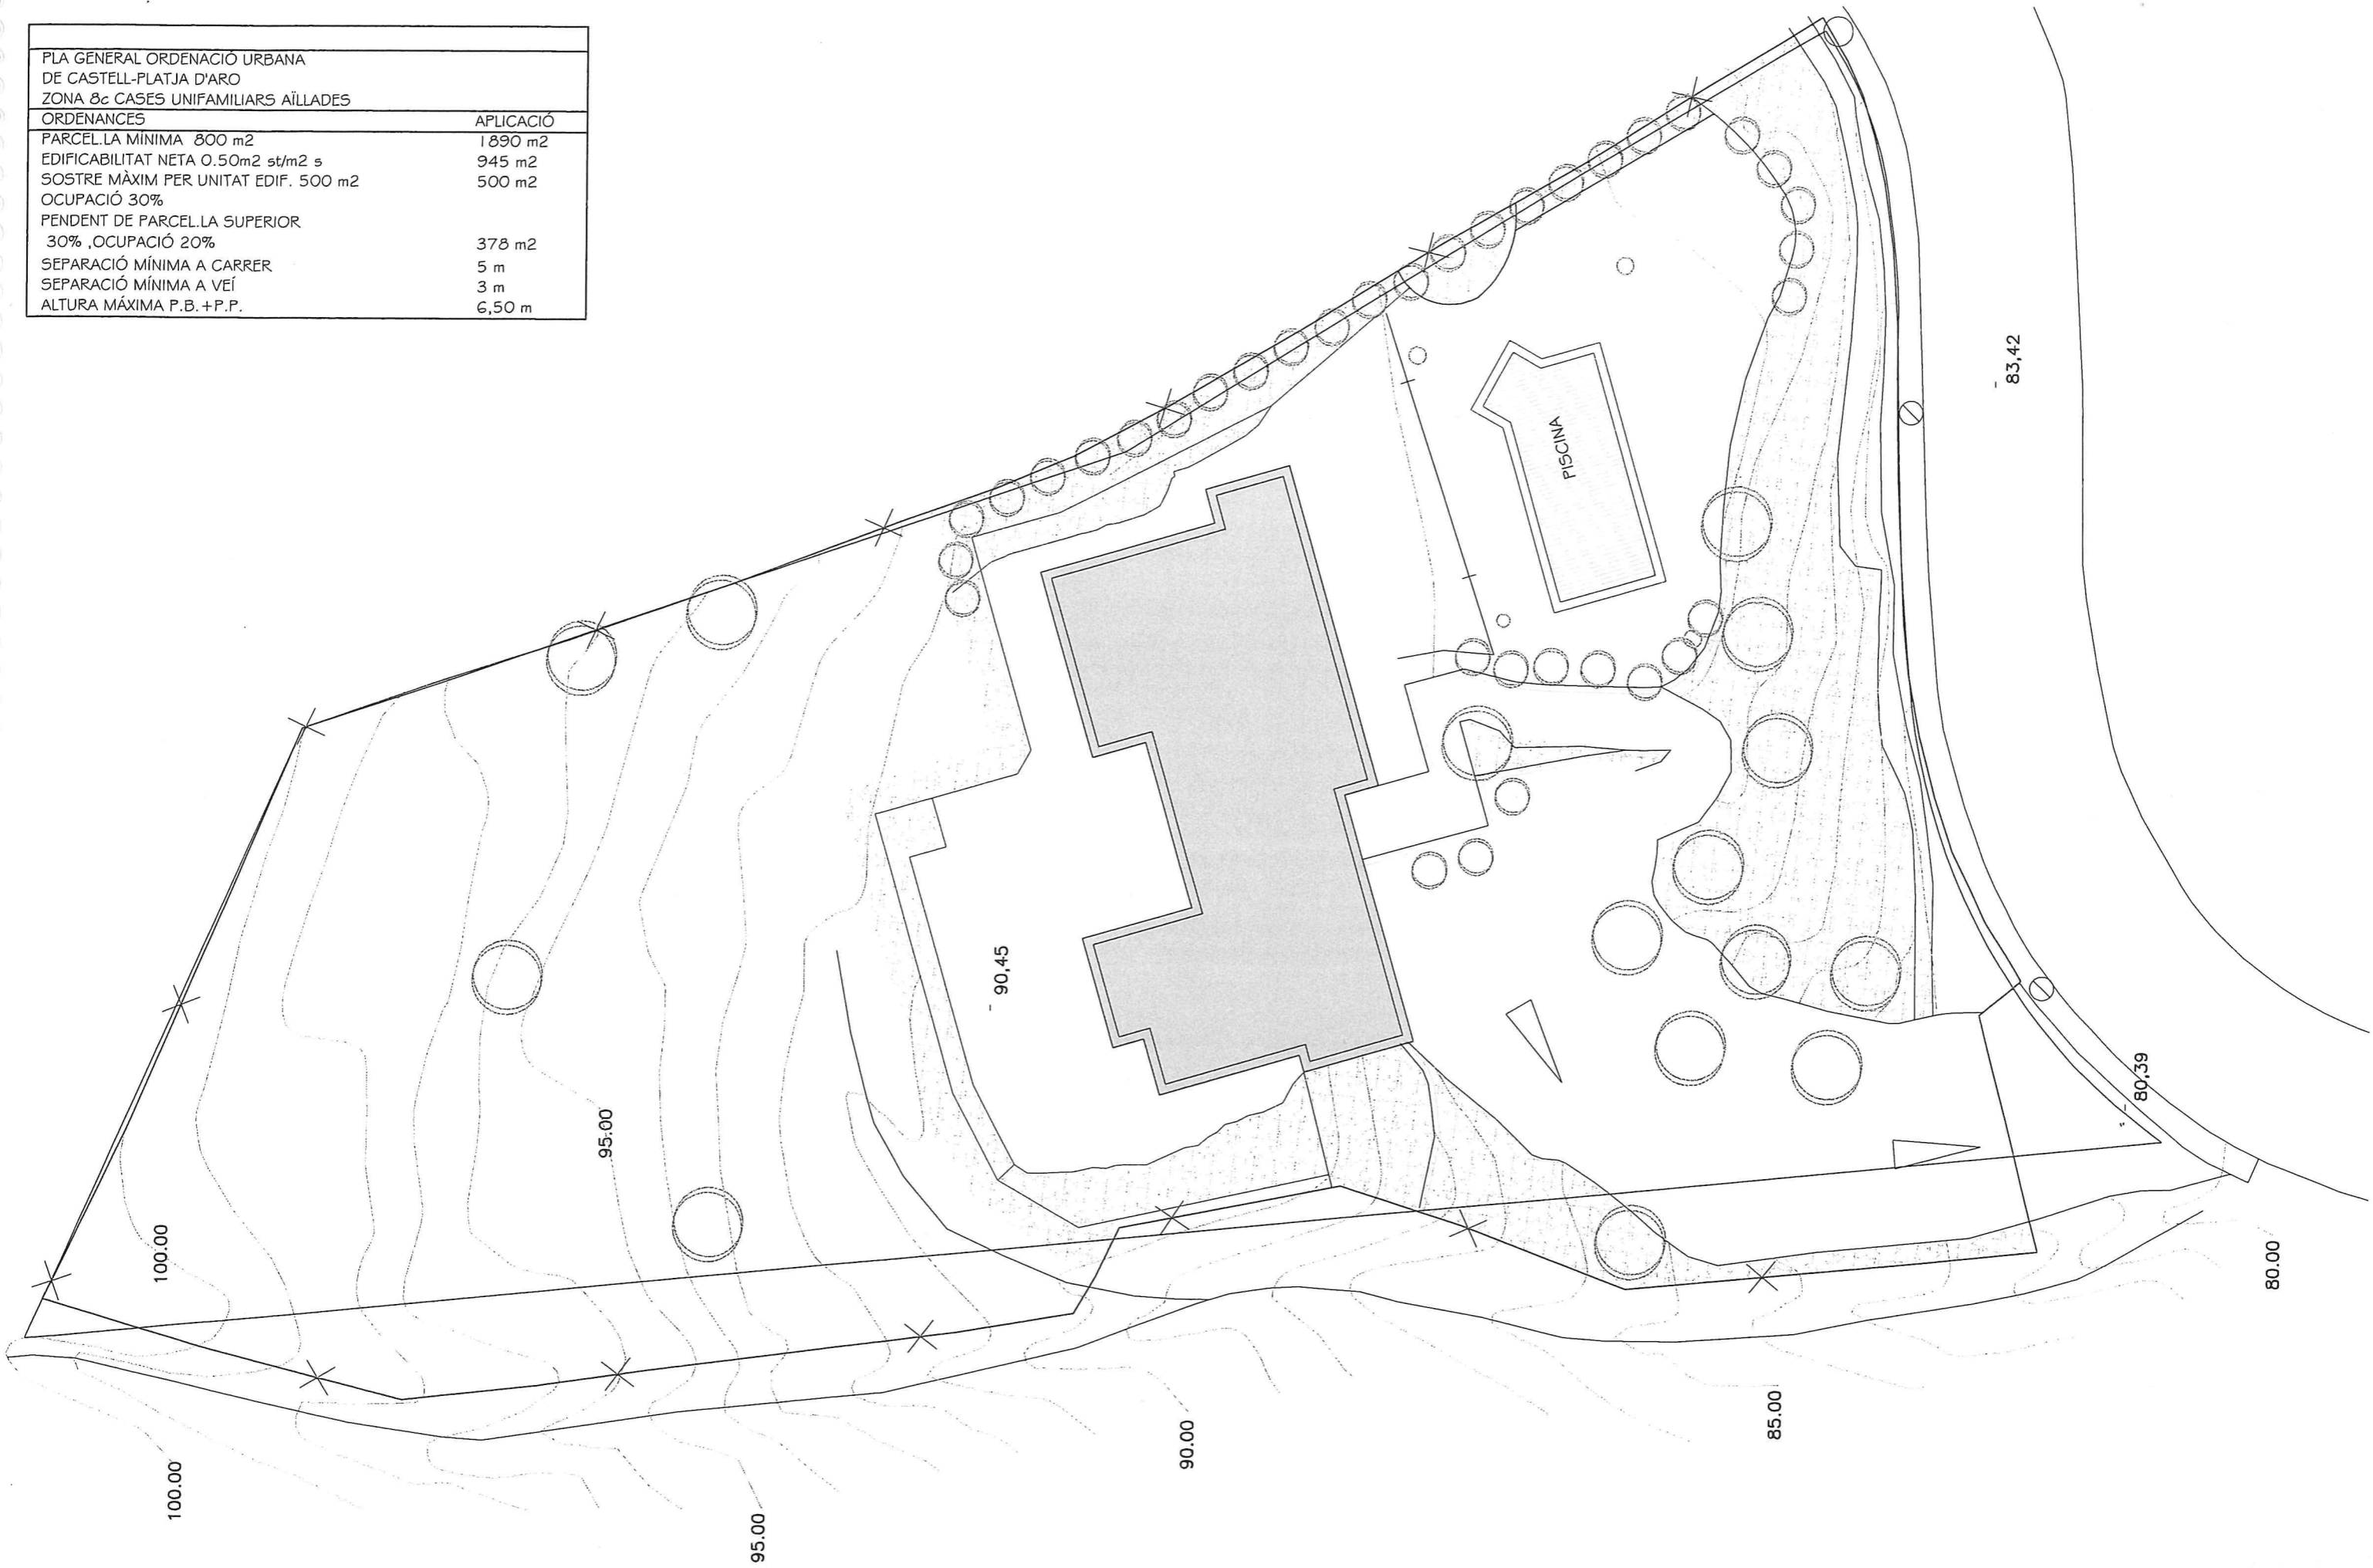 PLA GENERAL ORDENACIÓ URBANA
DE CASTELL-PLATJA D'ARO
ZONA 8c CASES UNIFAMILIARS AÏLLADES
ORDENANCES APLICACIÓ
PARCEL.LA MÍNIMA 800 m2 1890 m2
EDIFICABILITAT NETA 0.50m2 st/m2 s 945 m2
SOSTRE MÀXIM PER UNITAT EDIF. 500 m2 500 m2
OCUPACIÓ 30%
PENDENT DE PARCEL.LA SUPERIOR
30% ,OCUPACIÓ 20% 378 m2
SEPARACIÓ MÍNIMA A CARRER 5 m
SEPARACIÓ MÍNIMA A VEÍ 3 m
ALTURA MÁXIMA P.B.+P.P. 6,50 m
83,42
PISCINA
90,45
95.00
80,39
100.00
80.00
85.00
90.00
100.00
95.00